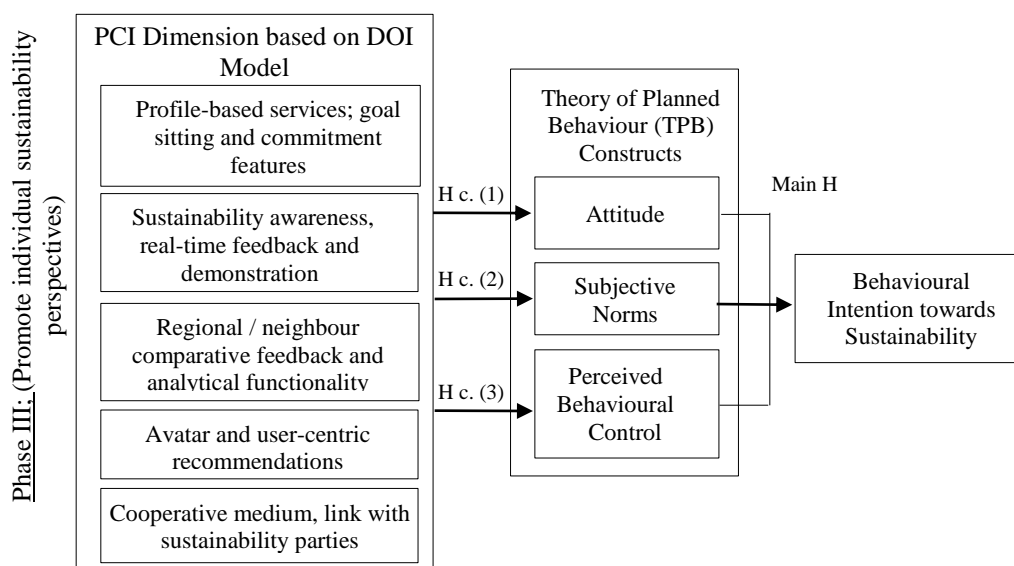 Phase III: (Promote individual sustainability
perspectives)
PCI Dimension based on DOI
Model
Profile-based services; goal
sitting and commitment
features
Sustainability awareness,
real-time feedback and
demonstration
Regional / neighbour
comparative feedback and
analytical functionality
Avatar and user-centric
recommendations
Cooperative medium, link with
sustainability parties
H c. (1)
H c. (2)
H c. (3)
Theory of Planned
Behaviour (TPB)
Constructs
Attitude
Subjective
Norms
Perceived
Behavioural
Control
Main H
Behavioural
Intention towards
Sustainability